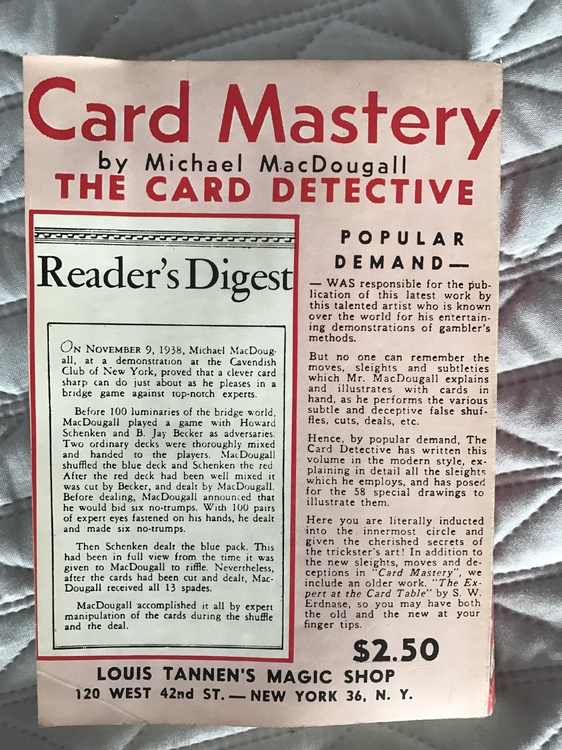 Card Mastery
by Michael MacDougall
THE CARD DETECTIVE
Reader's Digest
ON NOVEMBER 9, 1938, Michael MacDoug-
all, at a demonstration at the Cavendish
Club of New York, proved that a clever card
sharp can do just about as he pleases in a
bridge game against top-notch experts.
Before 100 luminaries of the bridge world,
MacDougall played a game with Howard
Schenken and B. Jay Becker as adversaries.
Two ordinary decks were thoroughly mixed
and handed to the players. MacDougall
shuffled the blue deck and Schenken the red.
After the red deck had been well mixed it
was cut by Becker, and dealt by MacDougall.
Before dealing, MacDougall announced that
he would bid six no-trumps. With 100 pairs
of expert eyes fastened on his hands, he dealt
and made six no-trumps.
Then Schenken dealt the blue pack. This
had been in full view from the time it was
given to MacDougall to riffle. Nevertheless,
after the cards had been cut and dealt, Mac-
Dougall received all 13 spades.
MacDougall accomplished it all by expert
manipulation of the cards during the shuffle
and the deal.
POPULAR
DEMAND—
— WAS responsible for the pub-
lication of this latest work by
this talented artist who is known
over the world for his entertain-
ing demonstrations of gambler's
methods.
But no one can remember the
moves, sleights and subtleties
which Mr. MacDougall explains
and illustrates with cards in
hand, as he performs the various
subtle and deceptive false shuf-
fles, cuts, deals, etc.
Hence, by popular demand, The
Card Detective has written this
volume in the modern style, ex-
plaining in detail all the sleights
which he employs, and has posed
for the 58 special drawings to
illustrate them.
Here you are literally inducted
into the innermost circle and
given the cherished secrets of
the trickster's art! In addition to
the new sleights, moves and de-
ceptions in "Card Mastery", we
include an older work, "The Ex-
pert at the Card Table" by S. W.
Erdnase, so you may have both
the old and the new at your
finger tips.
$2.50
LOUIS TANNEN'S MAGIC SHOP
120 WEST 42nd ST. — NEW YORK 36, N. Y.